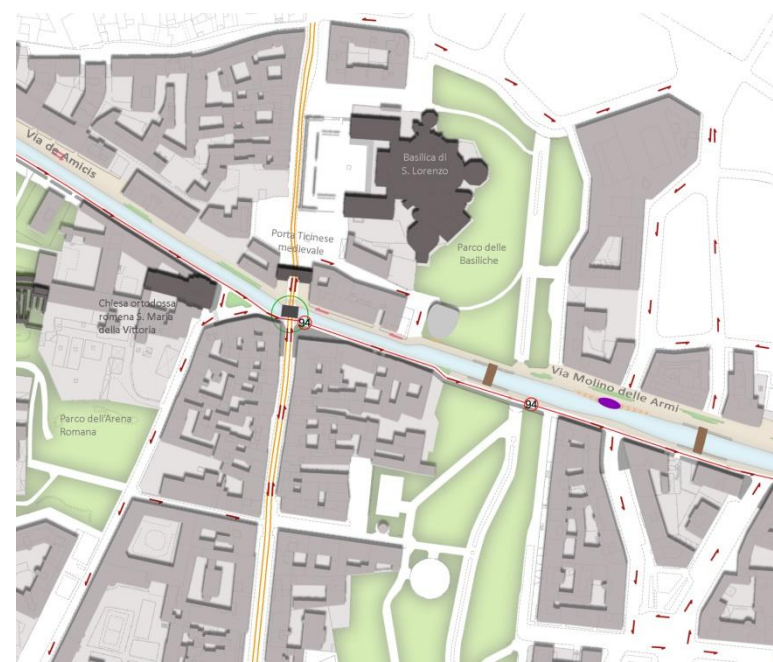 Via de Amicis
Basilica di
S. Lorenzo
Porta Ticinese
medievale
Parco delle
Basiliche
Chiesa ortodossa
romena S. Maria
della Vittoria
94
Via Molino delle Armi
94
Parco dell'Arena
Romana